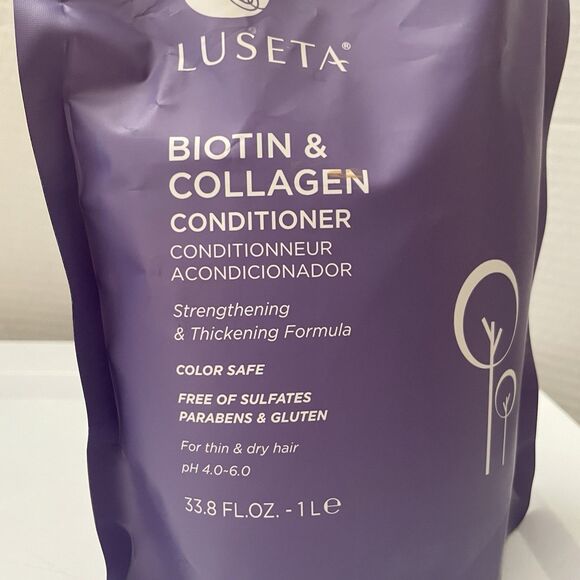 LUSETA®
BIOTIN &
COLLAGEN
CONDITIONER
CONDITIONNEUR
ACONDICIONADOR
Strengthening
& Thickening Formula
COLOR SAFE
FREE OF SULFATES
PARABENS & GLUTEN
For thin & dry hair
pH 4.0~6.0
33.8 FL.OZ. - 1 L℮